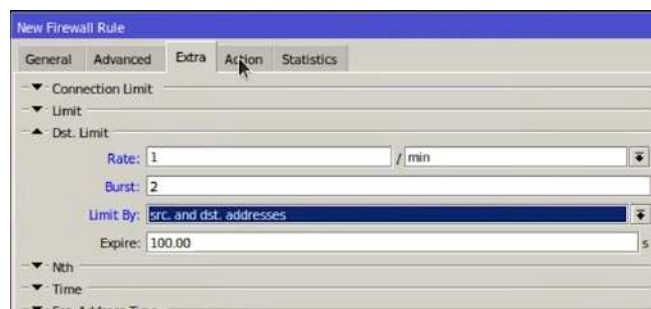 New Firewall Rule
General Advanced Extra Action Statistics
Connection Limit
Limit
Dst. Limit
Rate: 1 / min
Burst: 2
Limit By: src. and dst. addresses
Expire: 100.00 s
Nth
Time